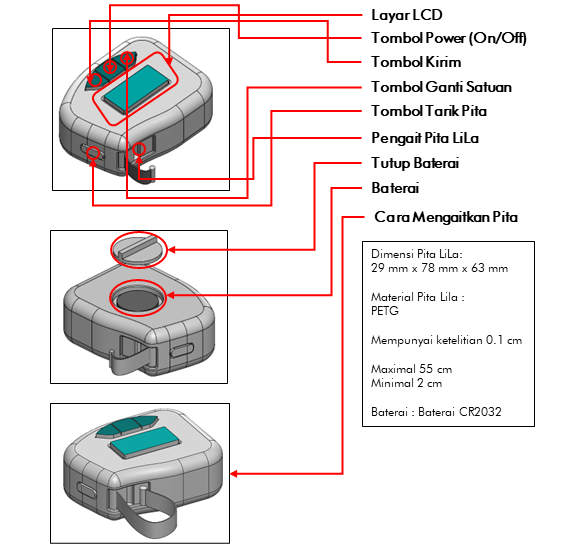 Layar LCD
Tombol Power (On/Off)
Tombol Kirim
Tombol Ganti Satuan
Tombol Tarik Pita
Pengait Pita LiLa
Tutup Baterai
Baterai
Cara Mengaitkan Pita
Dimensi Pita LiLa:
29 mm x 78 mm x 63 mm
Material Pita Lila :
PETG
Mempunyai ketelitian 0.1 cm
Maximal 55 cm
Minimal 2 cm
Baterai : Baterai CR2032